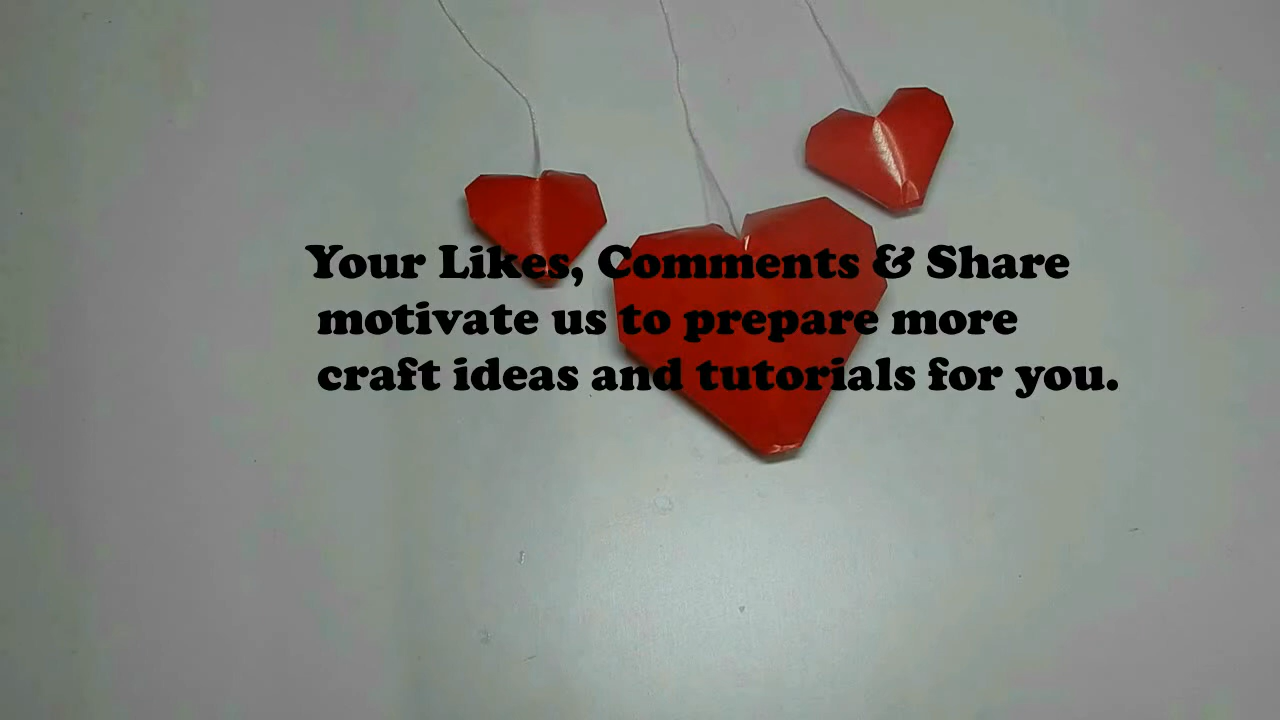 Your Likes, Comments & Share
motivate us to prepare more
craft ideas and tutorials for you.